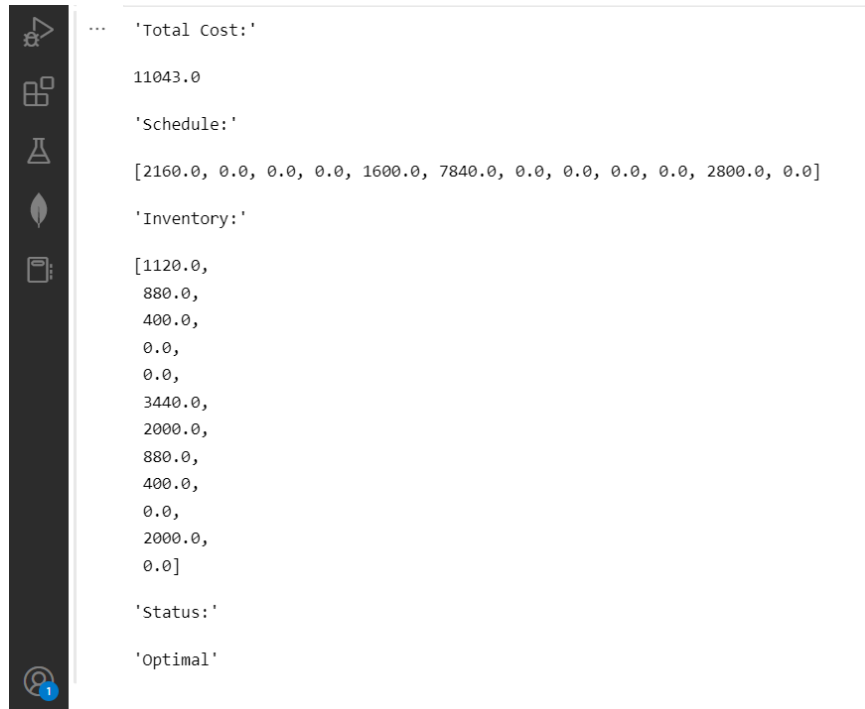 ...
'Total Cost:'
11043.0
'Schedule:'
[2160.0, 0.0, 0.0, 0.0, 1600.0, 7840.0, 0.0, 0.0, 0.0, 0.0, 2800.0, 0.0]
'Inventory:'
[1120.0,
880.0,
400.0,
0.0,
0.0,
3440.0,
2000.0,
880.0,
400.0,
0.0,
2000.0,
0.0]
'Status:'
'Optimal'
1